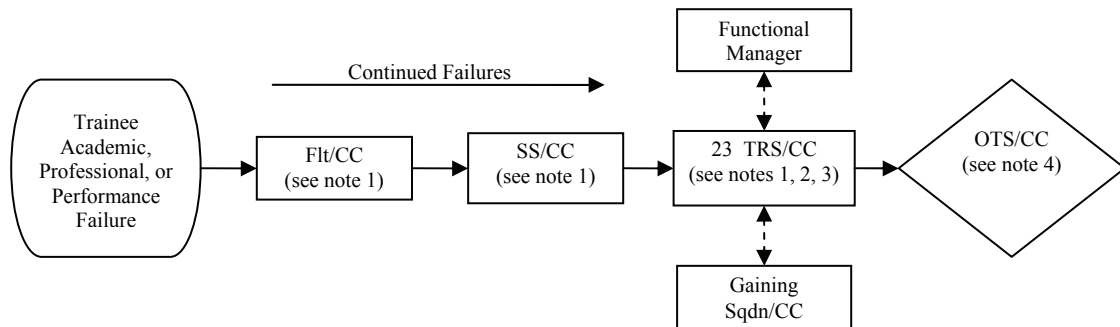 Functional
Manager
Continued Failures
Trainee
Academic,
Professional, or
Performance
Failure
Flt/CC
(see note 1)
SS/CC
(see note 1)
23 TRS/CC
(see notes 1, 2, 3)
OTS/CC
(see note 4)
Gaining
Sqdn/CC